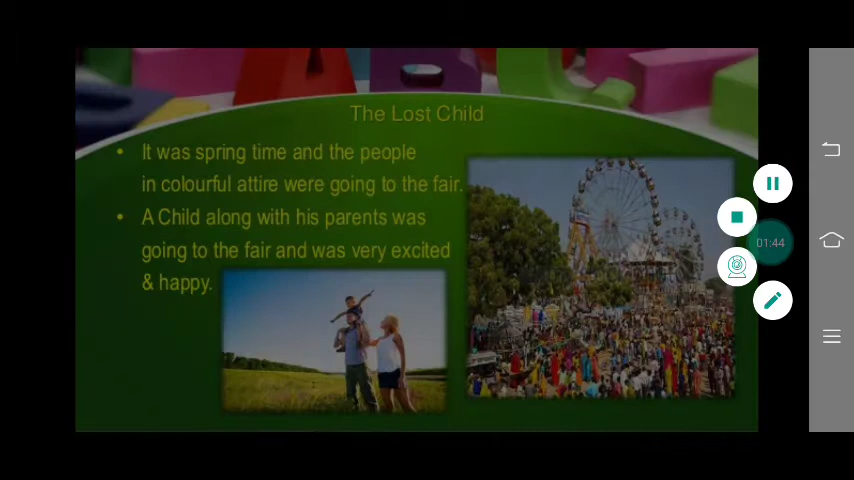 The Lost Child
• It was spring time and the people
in colourful attire were going to the fair.
• A Child along with his parents was
going to the fair and was very excited
& happy.
01:44